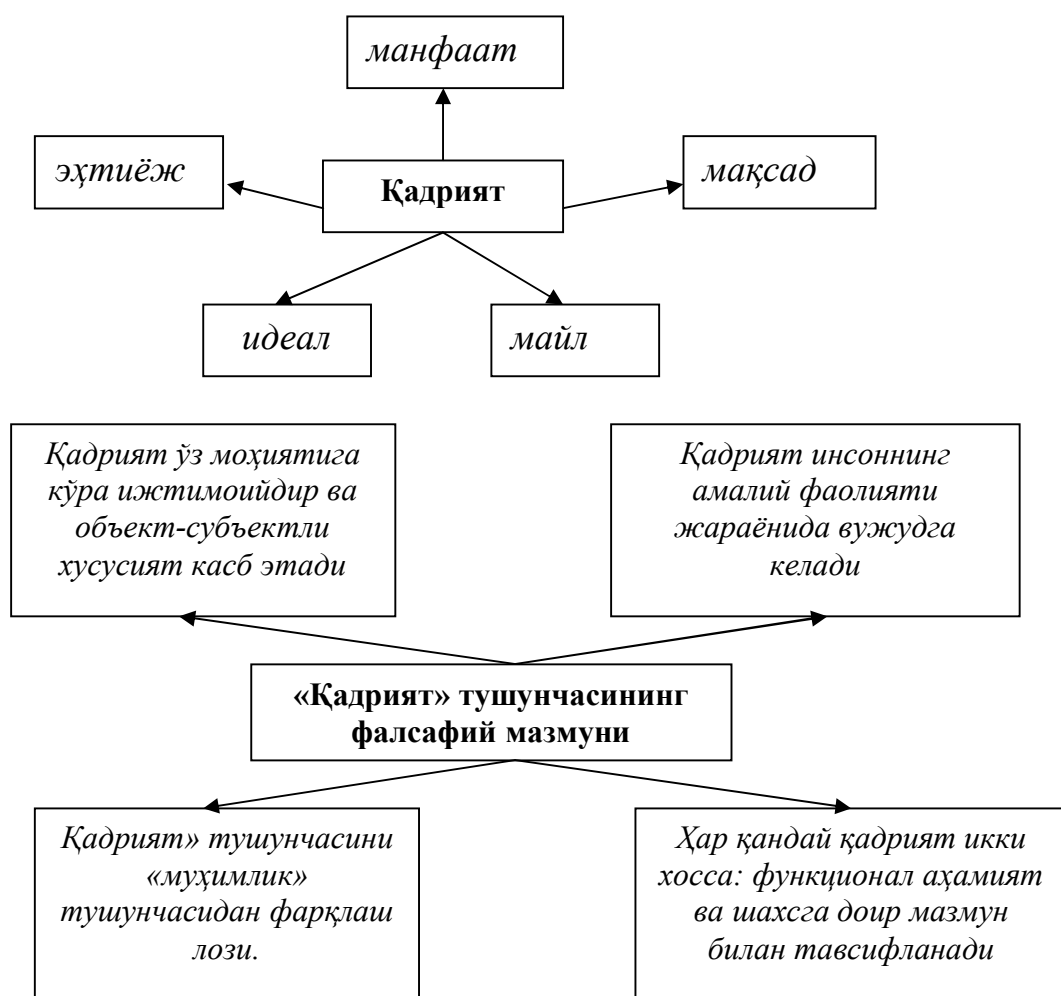 манфаат
эҳтиёж
Қадрият
мақсад
идеал
майл
Қадрият ўз моҳиятига
кўра ижтимоийдир ва
объект-субъектли
хусусият касб этади
Қадрият инсоннинг
амалий фаолияти
жараёнида вужудга
келади
«Қадрият» тушунчасининг
фалсафий мазмуни
Қадрият» тушунчасини
«муҳимлик»
тушунчасидан фарқлаш
лози.
Ҳар қандай қадрият икки
хосса: функционал аҳамият
ва шахсга доир мазмун
билан тавсифланади